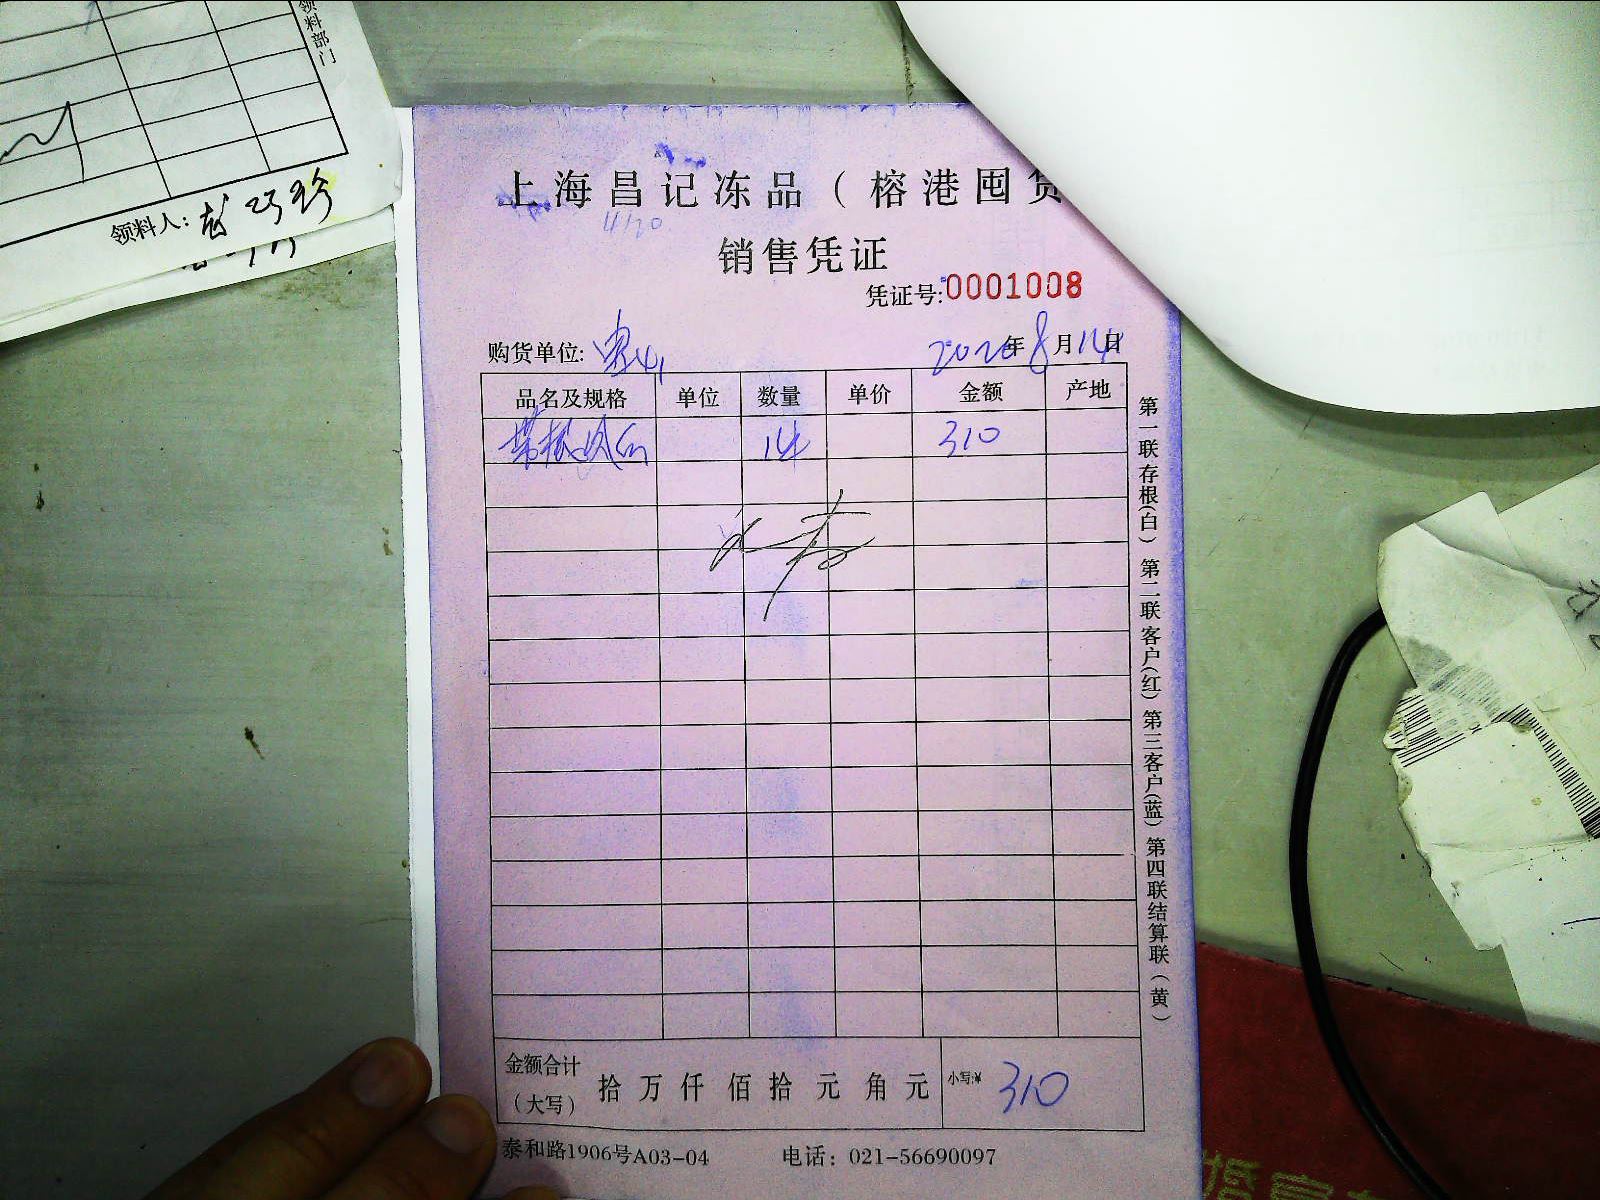 领料部门
领料人:
上海昌记冻品（榕港囤货
4/20
销售凭证
凭证号:0001008
购货单位: 2020年8月14日
品名及规格 单位 数量 单价 金额 产地
14 310
第一联存根(白) 第二联客户(红) 第三客户(蓝) 第四联结算联(黄)
金额合计(大写) 拾万仟佰拾元角元 小写:¥ 310
泰和路1906号A03-04 电话: 021-56690097